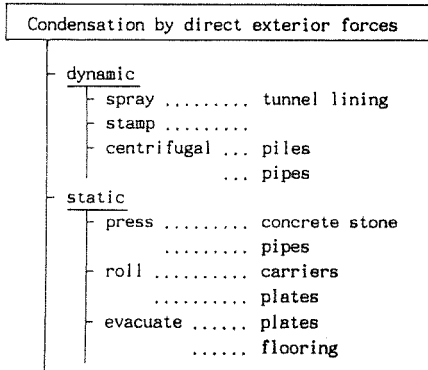 Condensation by direct exterior forces
dynamic
spray ......... tunnel lining
stamp .........
centrifugal ... piles
... pipes
static
press ......... concrete stone
......... pipes
roll .......... carriers
.......... plates
evacuate ...... plates
...... flooring